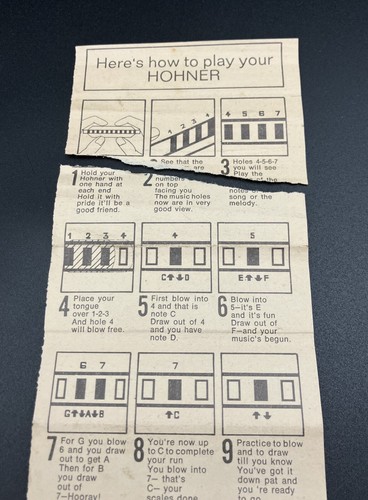 Here's how to play your
HOHNER
1 2 3 4
4 5 6 7
1 Hold your
Hohner with
one hand at
each end
Hold it with
pride it'll be a
good friend.
2 See that the
are
numbers
on top
facing you
The music holes
now are in very
good view.
3 Holes 4-5-6-7
you will see
Play the
song or the
melody.
1 2 3 4
4 Place your
tongue
over 1-2-3
And hole 4
will blow free.
4
C↑↓D
5 First blow into
4 and that is
note C
Draw out of 4
and you have
note D.
5
E↑↓F
6 Blow into
5—it's E
and it's fun
Draw out of
F—and your
music's begun.
6 7
G↑↓A↓B
7 For G you blow
6 and you draw
out to get A
Then for B
you draw
out of
7—Hooray!
7
↑C
8 You're now up
to C to complete
your run
You blow into
7— that's
C— your
scales done
↑↓
9 Practice to blow
and to draw
till you know
You've got it
down pat and
you 're ready
to go